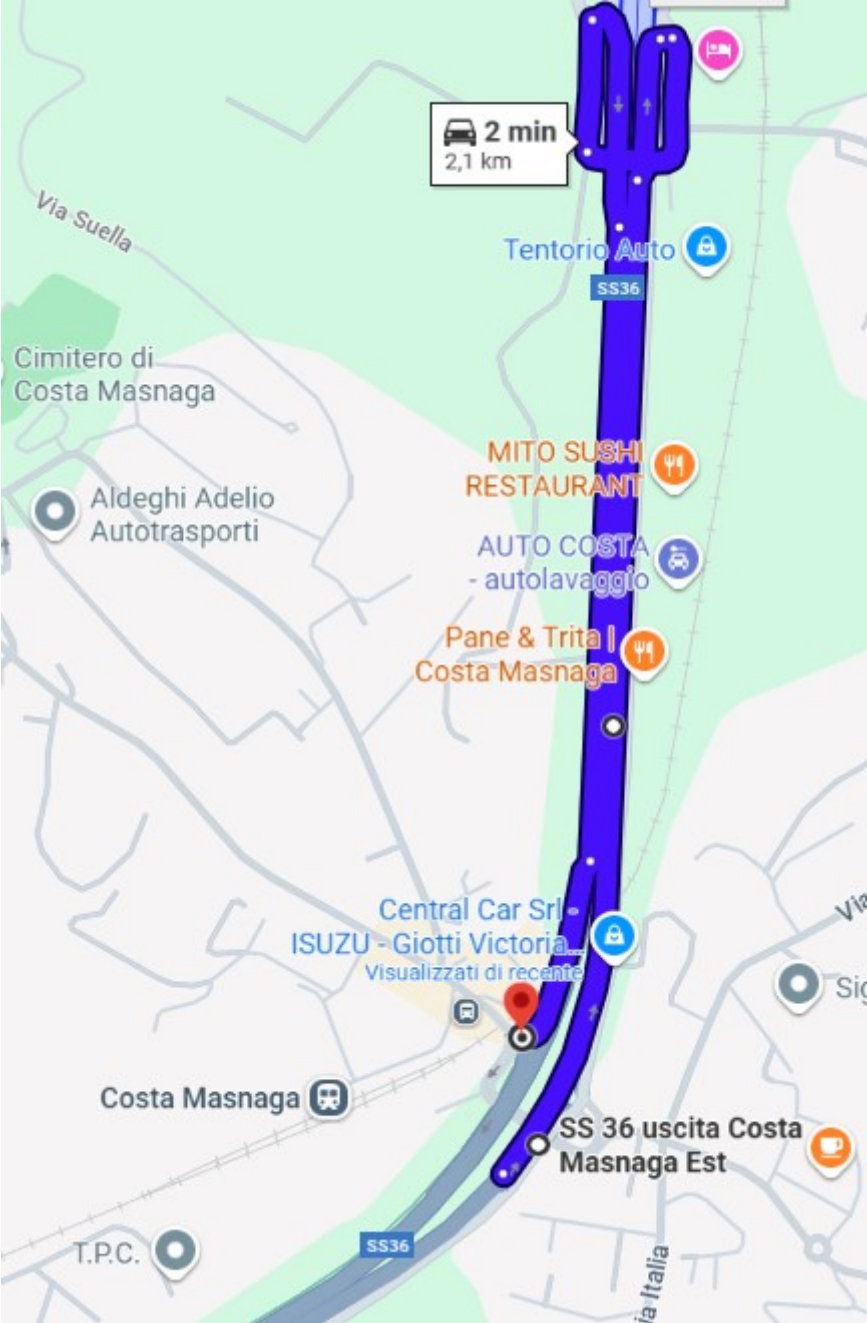 2 min
2,1 km
Via Suella
Tentorio Auto
SS36
Cimitero di
Costa Masnaga
MITO SUSHI
RESTAURANT
Aldeghi Adelio
Autotrasporti
AUTO COSTA
- autolavaggio
Pane & Trita |
Costa Masnaga
Central Car Srl -
ISUZU - Giotti Victoria...
Visualizzati di recente
Via
Sig
Costa Masnaga
SS 36 uscita Costa
Masnaga Est
T.P.C.
SS36
ia Italia